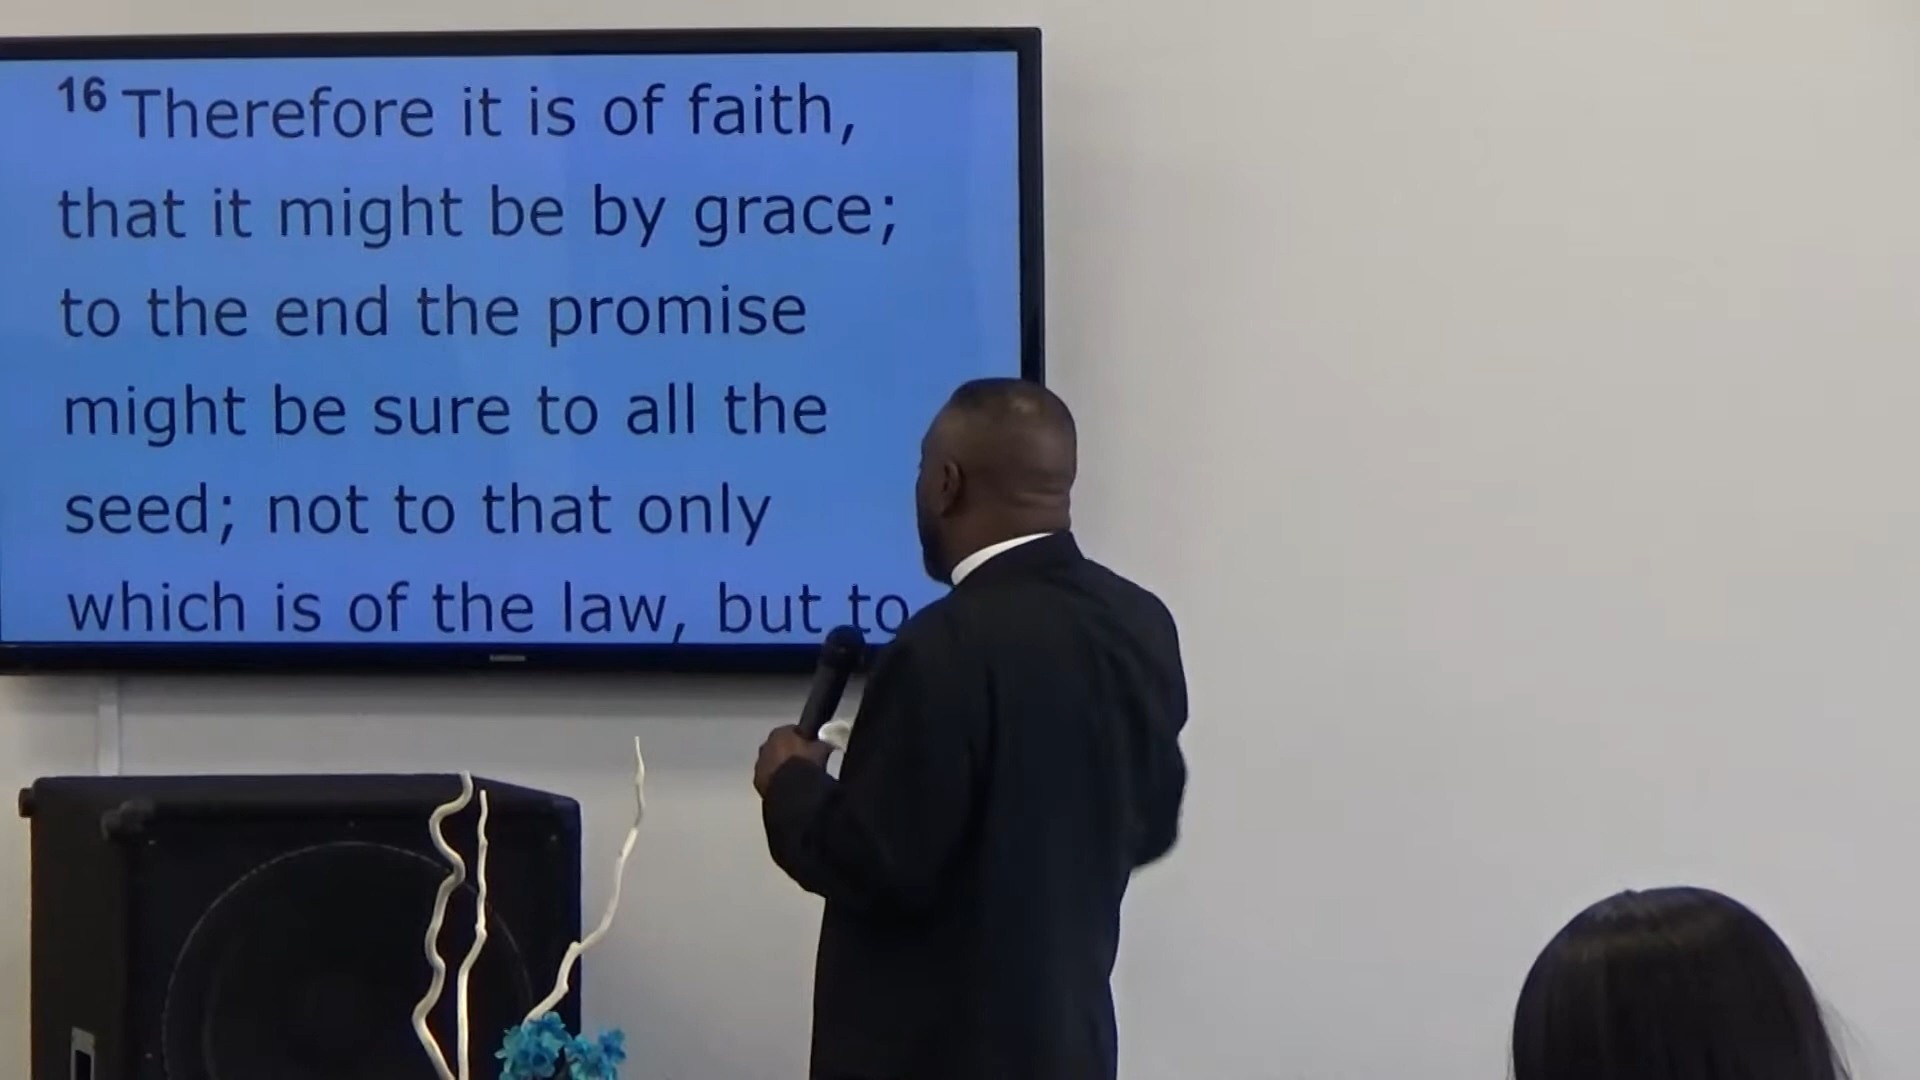 16 Therefore it is of faith,
that it might be by grace;
to the end the promise
might be sure to all the
seed; not to that only
which is of the law, but to